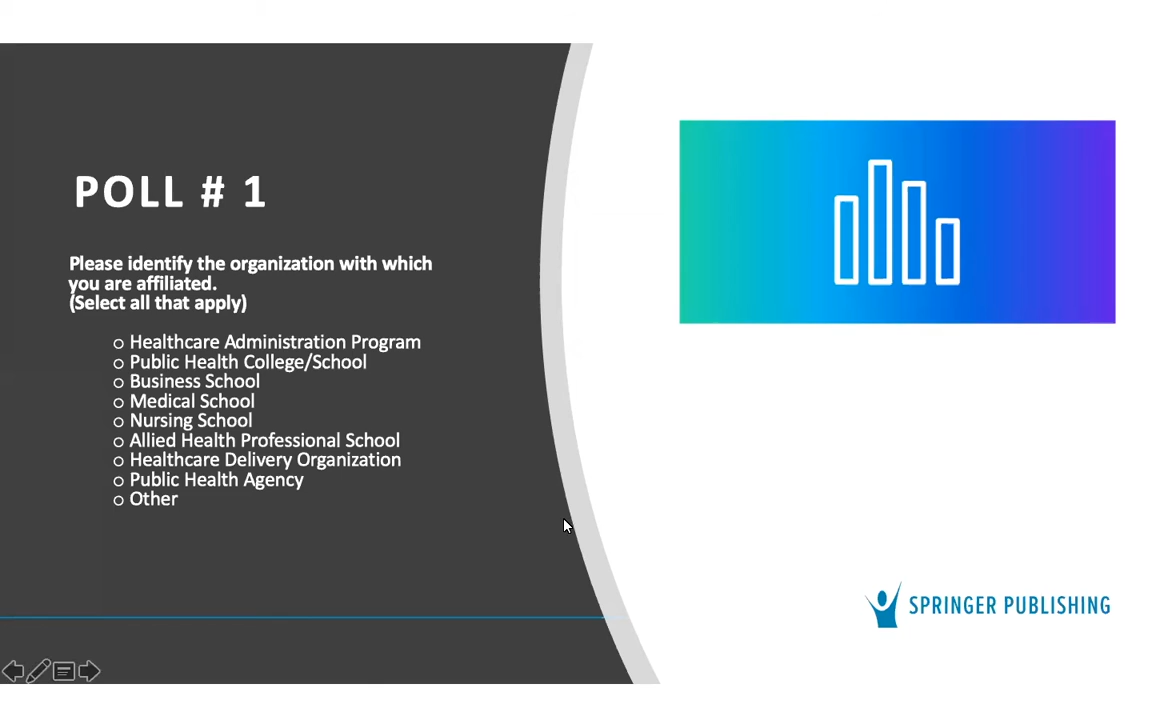 POLL # 1
Please identify the organization with which
you are affiliated.
(Select all that apply)
o Healthcare Administration Program
o Public Health College/School
o Business School
o Medical School
o Nursing School
o Allied Health Professional School
o Healthcare Delivery Organization
o Public Health Agency
o Other
SPRINGER PUBLISHING